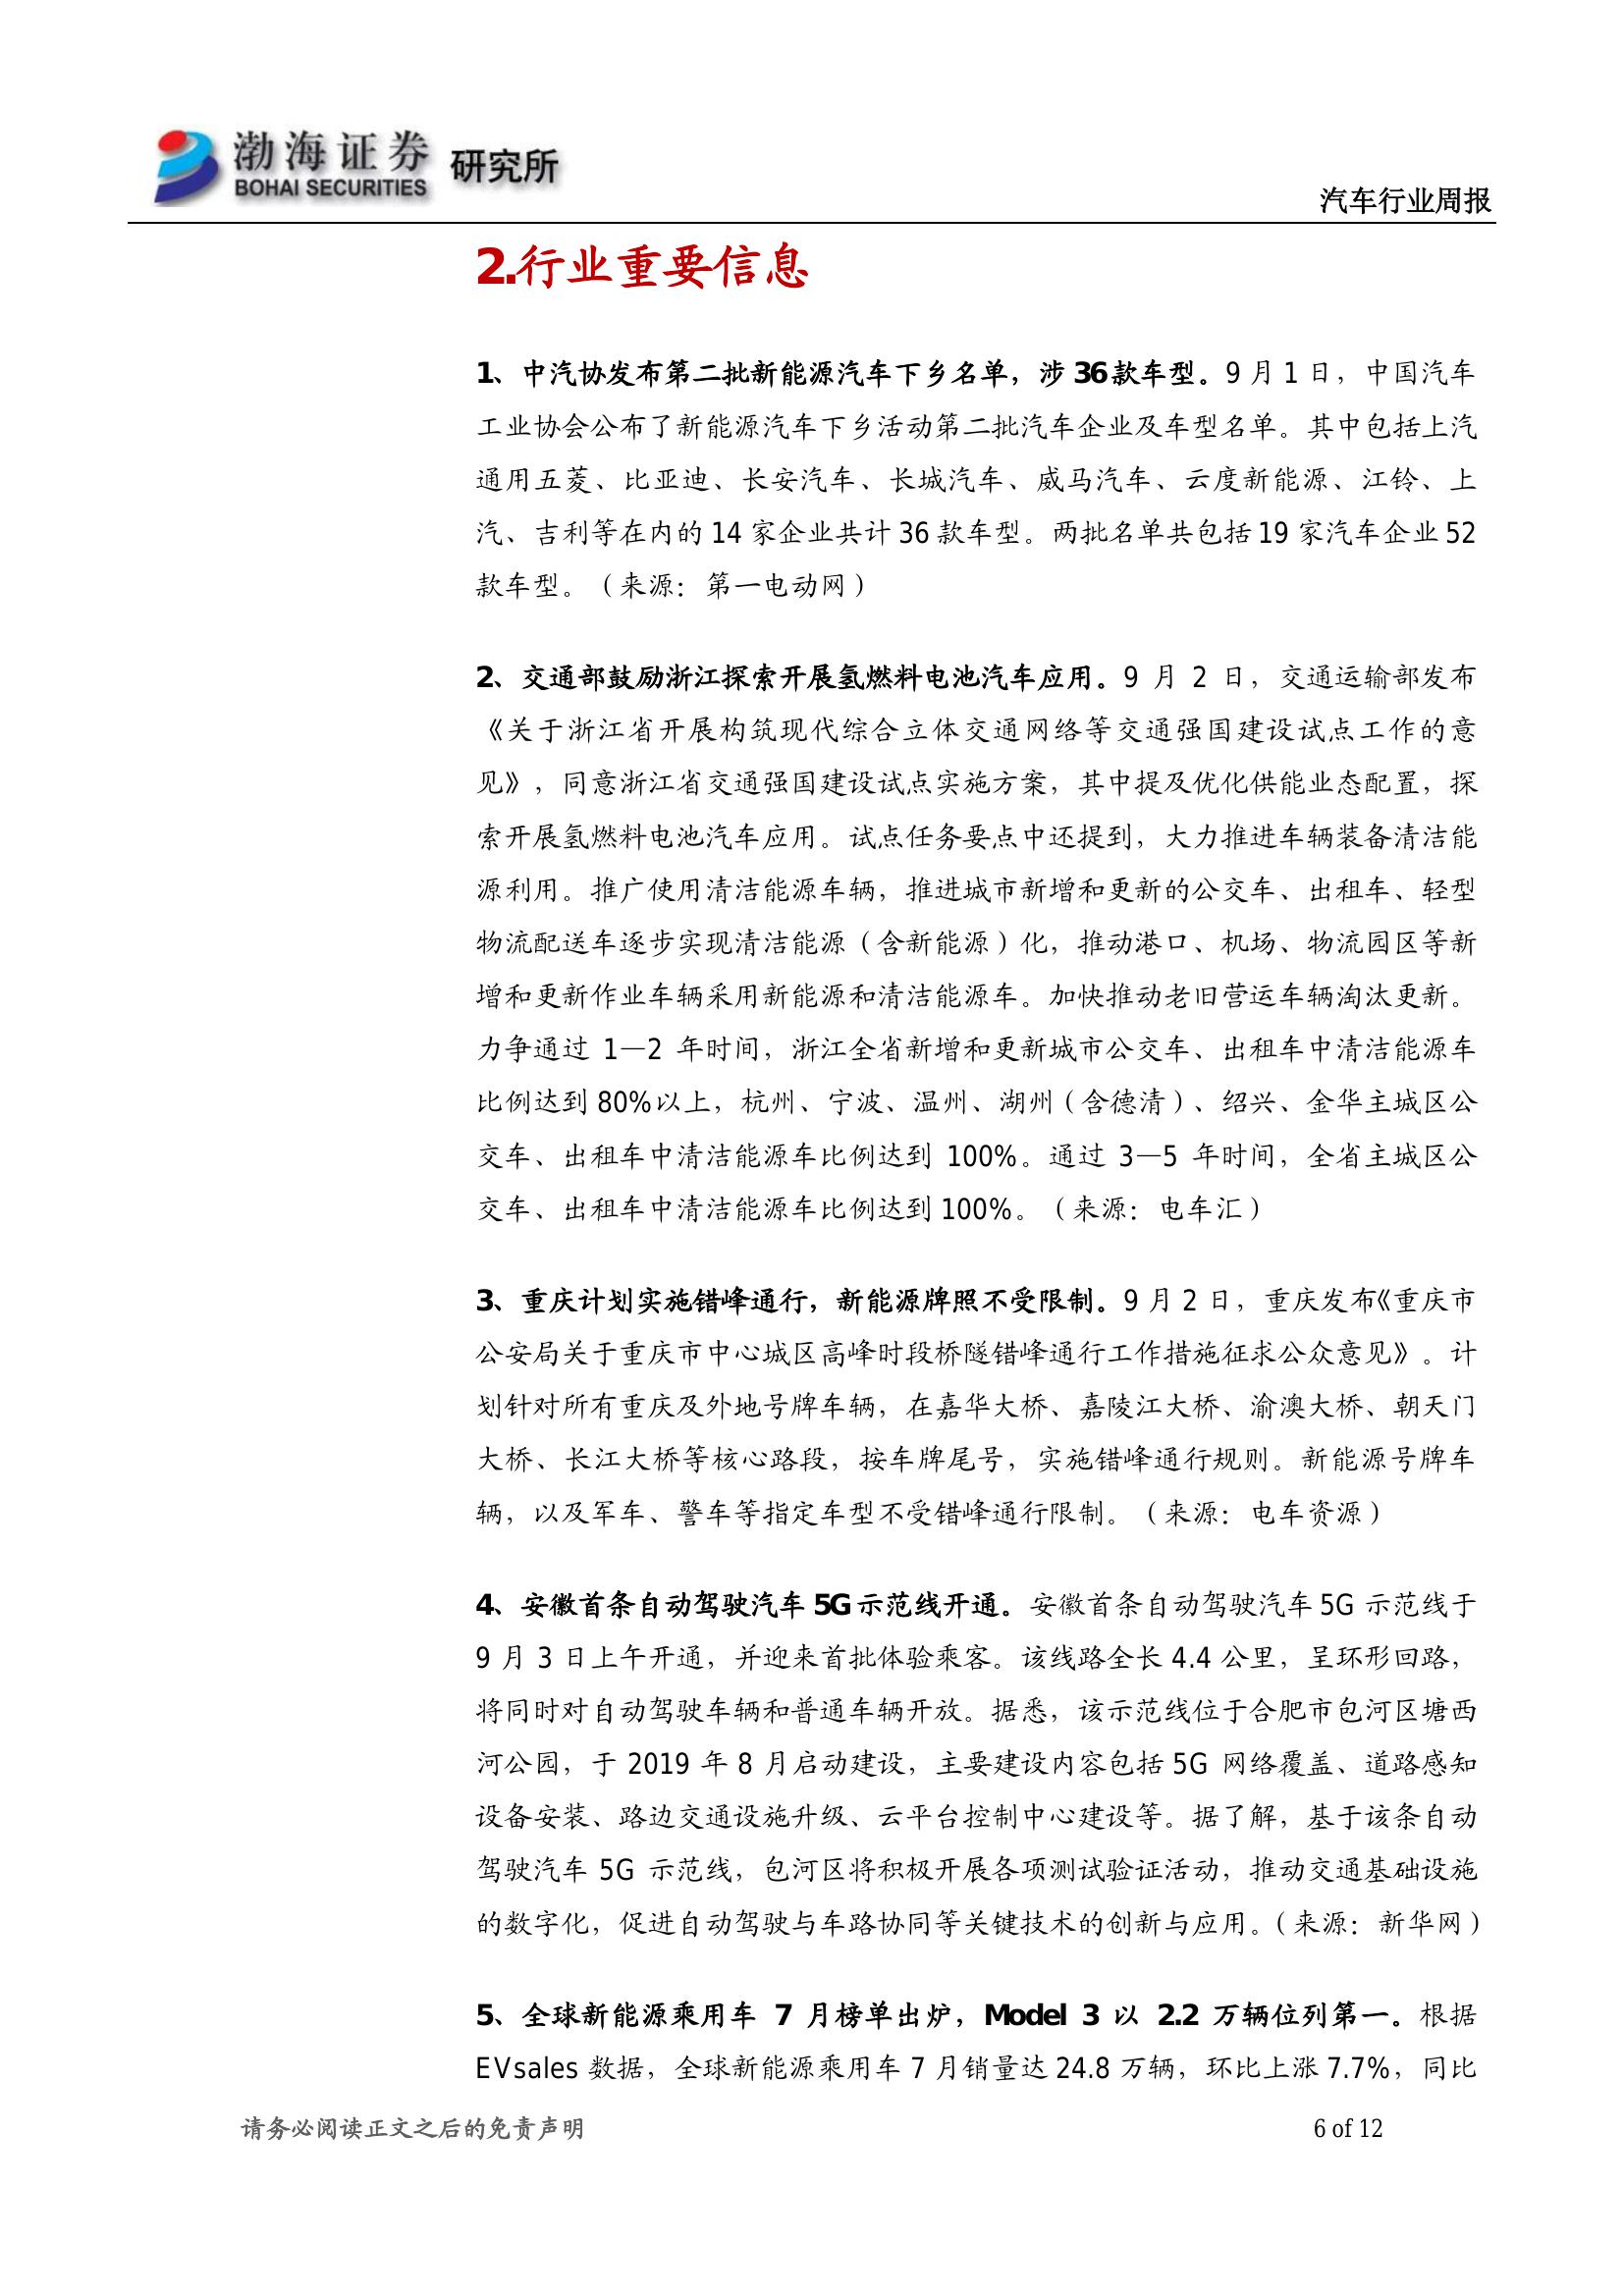 渤海证券
BOHAI SECURITIES
研究所
汽车行业周报
2.行业重要信息
1、中汽协发布第二批新能源汽车下乡名单，涉 36 款车型。9 月 1 日，中国汽车
工业协会公布了新能源汽车下乡活动第二批汽车企业及车型名单。其中包括上汽
通用五菱、比亚迪、长安汽车、长城汽车、威马汽车、云度新能源、江铃、上
汽、吉利等在内的 14 家企业共计 36 款车型。两批名单共包括 19 家汽车企业 52
款车型。（来源：第一电动网）
2、交通部鼓励浙江探索开展氢燃料电池汽车应用。9 月 2 日，交通运输部发布
《关于浙江省开展构筑现代综合立体交通网络等交通强国建设试点工作的意
见》，同意浙江省交通强国建设试点实施方案，其中提及优化供能业态配置，探
索开展氢燃料电池汽车应用。试点任务要点中还提到，大力推进车辆装备清洁能
源利用。推广使用清洁能源车辆，推进城市新增和更新的公交车、出租车、轻型
物流配送车逐步实现清洁能源（含新能源）化，推动港口、机场、物流园区等新
增和更新作业车辆采用新能源和清洁能源车。加快推动老旧营运车辆淘汰更新。
力争通过 1—2 年时间，浙江全省新增和更新城市公交车、出租车中清洁能源车
比例达到 80%以上，杭州、宁波、温州、湖州（含德清）、绍兴、金华主城区公
交车、出租车中清洁能源车比例达到 100%。通过 3—5 年时间，全省主城区公
交车、出租车中清洁能源车比例达到 100%。（来源：电车汇）
3、重庆计划实施错峰通行，新能源牌照不受限制。9 月 2 日，重庆发布《重庆市
公安局关于重庆市中心城区高峰时段桥隧错峰通行工作措施征求公众意见》。计
划针对所有重庆及外地号牌车辆，在嘉华大桥、嘉陵江大桥、渝澳大桥、朝天门
大桥、长江大桥等核心路段，按车牌尾号，实施错峰通行规则。新能源号牌车
辆，以及军车、警车等指定车型不受错峰通行限制。（来源：电车资源）
4、安徽首条自动驾驶汽车 5G 示范线开通。安徽首条自动驾驶汽车 5G 示范线于
9 月 3 日上午开通，并迎来首批体验乘客。该线路全长 4.4 公里，呈环形回路，
将同时对自动驾驶车辆和普通车辆开放。据悉，该示范线位于合肥市包河区塘西
河公园，于 2019 年 8 月启动建设，主要建设内容包括 5G 网络覆盖、道路感知
设备安装、路边交通设施升级、云平台控制中心建设等。据了解，基于该条自动
驾驶汽车 5G 示范线，包河区将积极开展各项测试验证活动，推动交通基础设施
的数字化，促进自动驾驶与车路协同等关键技术的创新与应用。（来源：新华网）
5、全球新能源乘用车 7 月榜单出炉，Model 3 以 2.2 万辆位列第一。根据
EVsales 数据，全球新能源乘用车 7 月销量达 24.8 万辆，环比上涨 7.7%，同比
请务必阅读正文之后的免责声明
6 of 12